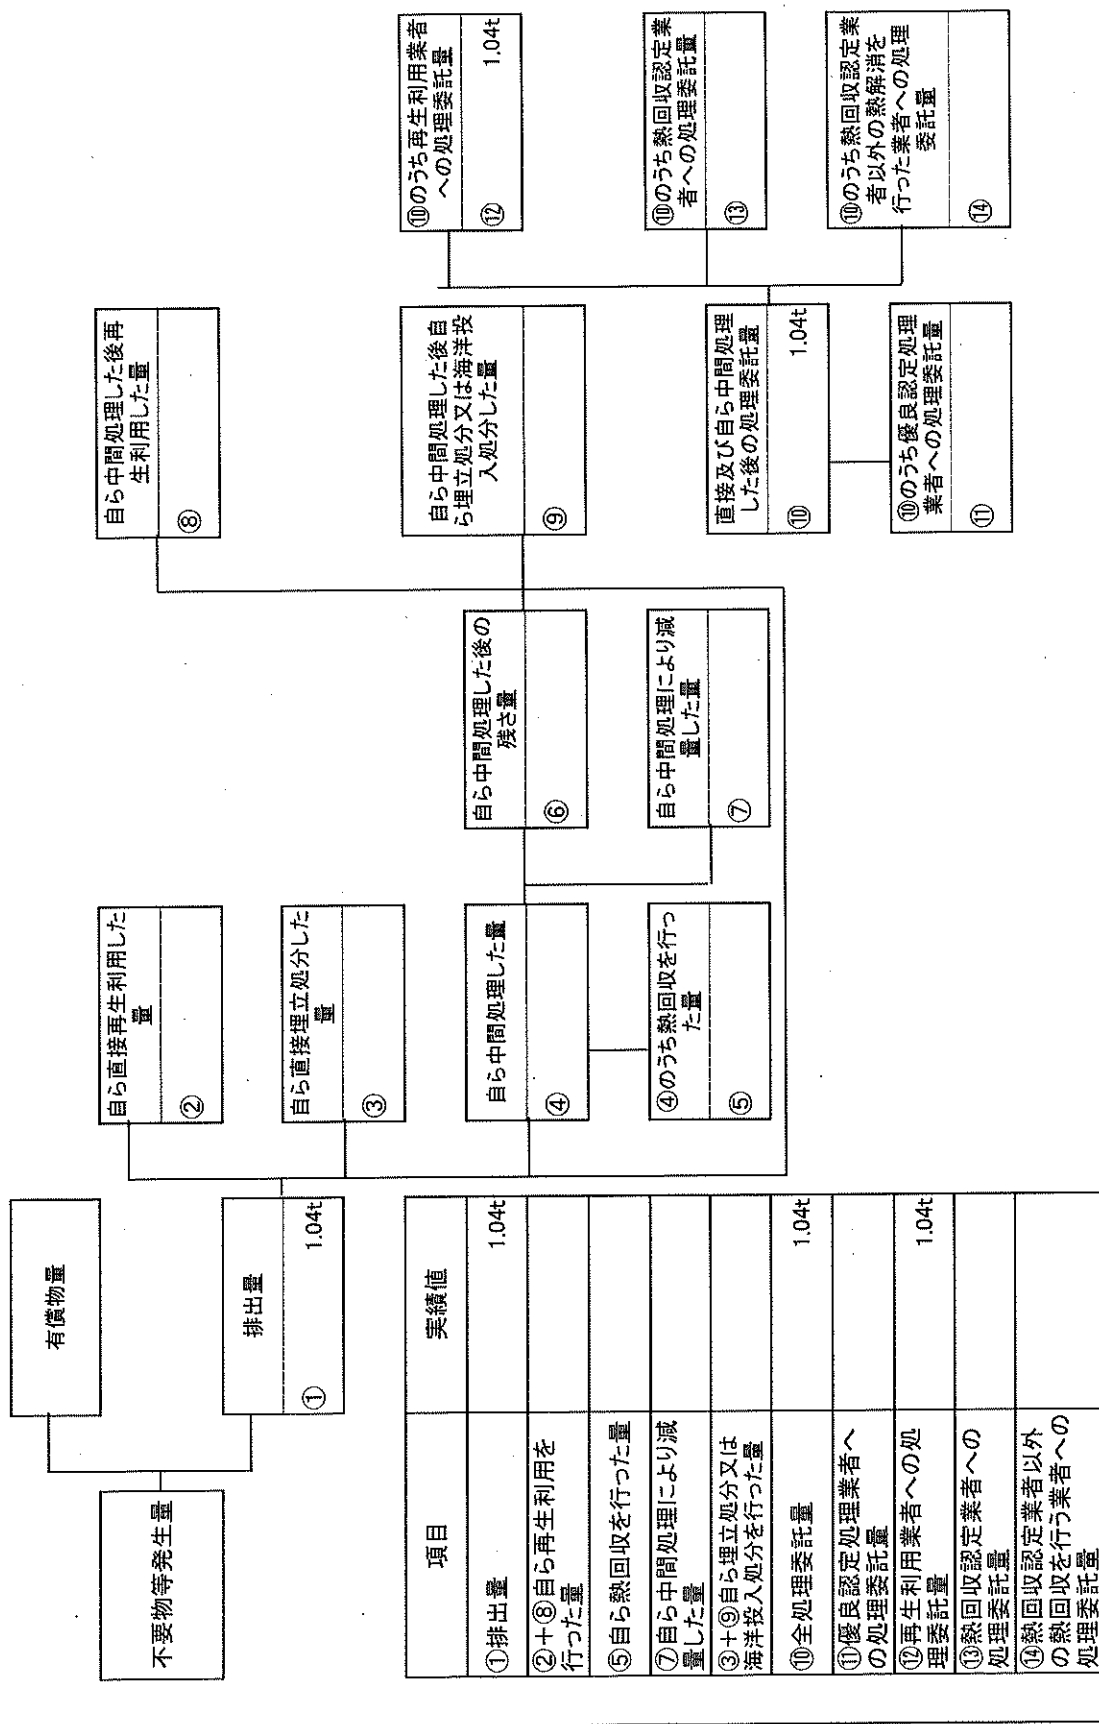 不要物等発生量
有償物量
排出量
① 1.04t
自ら直接再生利用した
量
②
自ら直接埋立処分した
量
③
自ら中間処理した量
④
④のうち熱回収を行っ
た量
⑤
自ら中間処理した後の
残さ量
⑥
自ら中間処理により減
量した量
⑦
自ら中間処理した後再
生利用した量
⑧
自ら中間処理した後自
ら埋立処分又は海洋投
入処分した量
⑨
直接及び自ら中間処理
した後の処理委託量
⑩ 1.04t
⑩のうち優良認定処理
業者への処理委託量
⑪
⑩のうち再生利用業者
への処理委託量
⑫ 1.04t
⑩のうち熱回収認定業
者への処理委託量
⑬
⑩のうち熱回収認定業
者以外の熱解消を
行った業者への処理
委託量
⑭
項目 実績値
①排出量 1.04t
②+⑧自ら再生利用を
行った量
⑤自ら熱回収を行った量
⑦自ら中間処理により減
量した量
③+⑨自ら埋立処分又は
海洋投入処分を行った量
⑩全処理委託量 1.04t
⑪優良認定処理業者へ
の処理委託量
⑫再生利用業者への処
理委託量 1.04t
⑬熱回収認定業者への
処理委託量
⑭熱回収認定業者以外
の熱回収を行う業者への
処理委託量